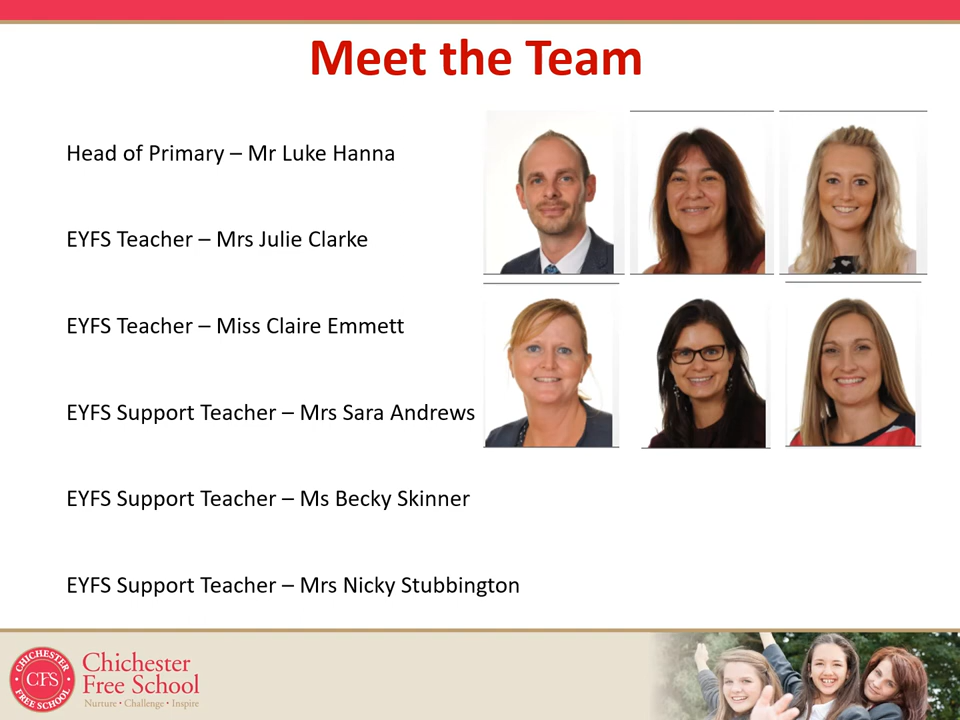 Meet the Team
Head of Primary – Mr Luke Hanna
EYFS Teacher – Mrs Julie Clarke
EYFS Teacher – Miss Claire Emmett
EYFS Support Teacher – Mrs Sara Andrews
EYFS Support Teacher – Ms Becky Skinner
EYFS Support Teacher – Mrs Nicky Stubbington
CHICHESTER
CFS
FREE SCHOOL
Chichester
Free School
Nurture • Challenge • Inspire